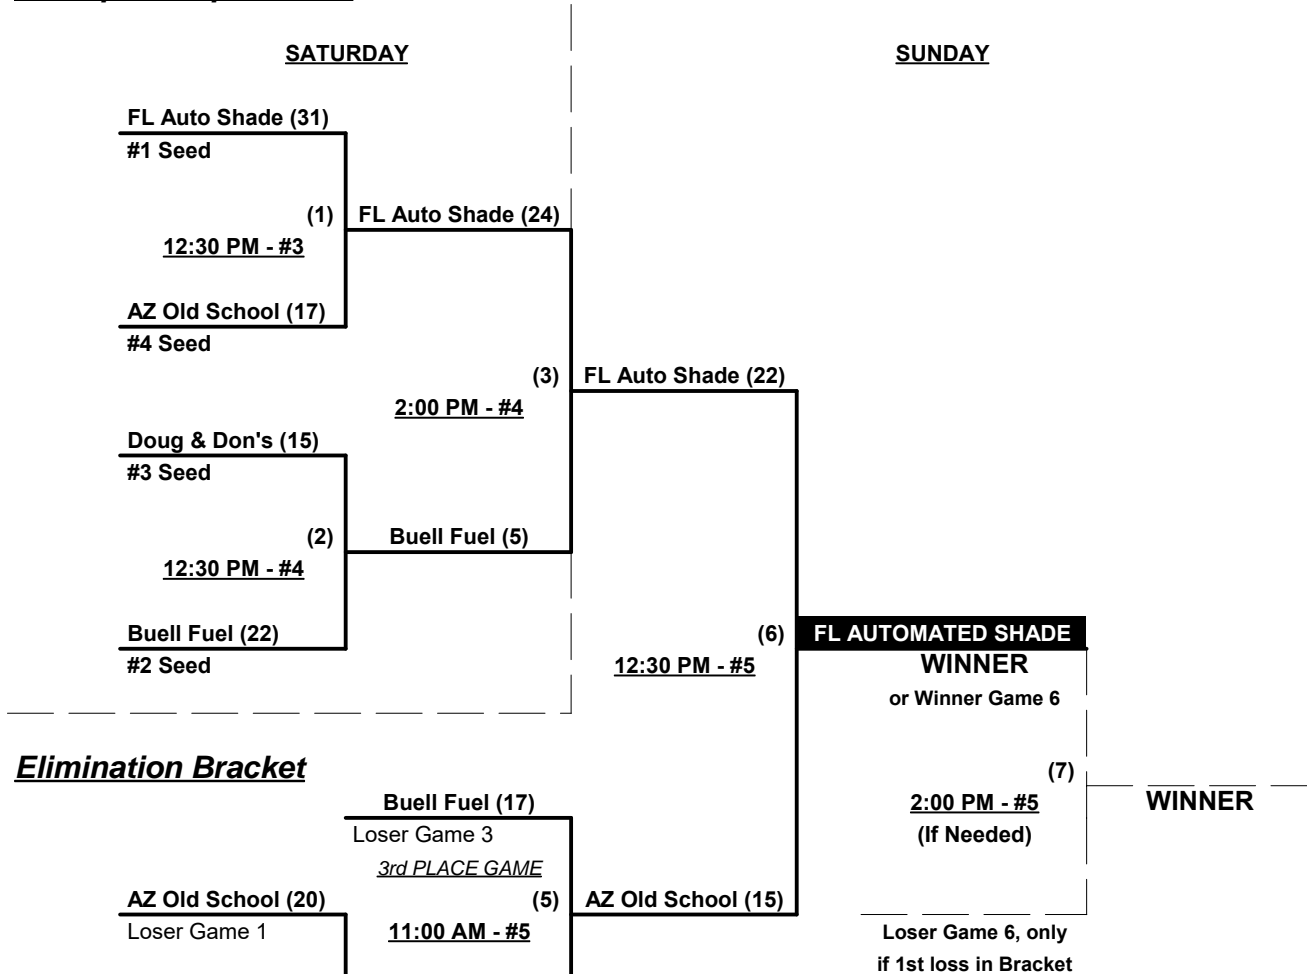 SATURDAY
SUNDAY
FL Auto Shade (31)
#1 Seed
(1)
FL Auto Shade (24)
12:30 PM - #3
AZ Old School (17)
#4 Seed
(3)
FL Auto Shade (22)
2:00 PM - #4
Doug & Don's (15)
#3 Seed
(2)
Buell Fuel (5)
12:30 PM - #4
Buell Fuel (22)
#2 Seed
(6)
FL AUTOMATED SHADE
12:30 PM - #5
WINNER
or Winner Game 6
Elimination Bracket
(7)
Buell Fuel (17)
2:00 PM - #5
WINNER
Loser Game 3
(If Needed)
3rd PLACE GAME
AZ Old School (20)
(5)
AZ Old School (15)
Loser Game 1
11:00 AM - #5
Loser Game 6, only
if 1st loss in Bracket